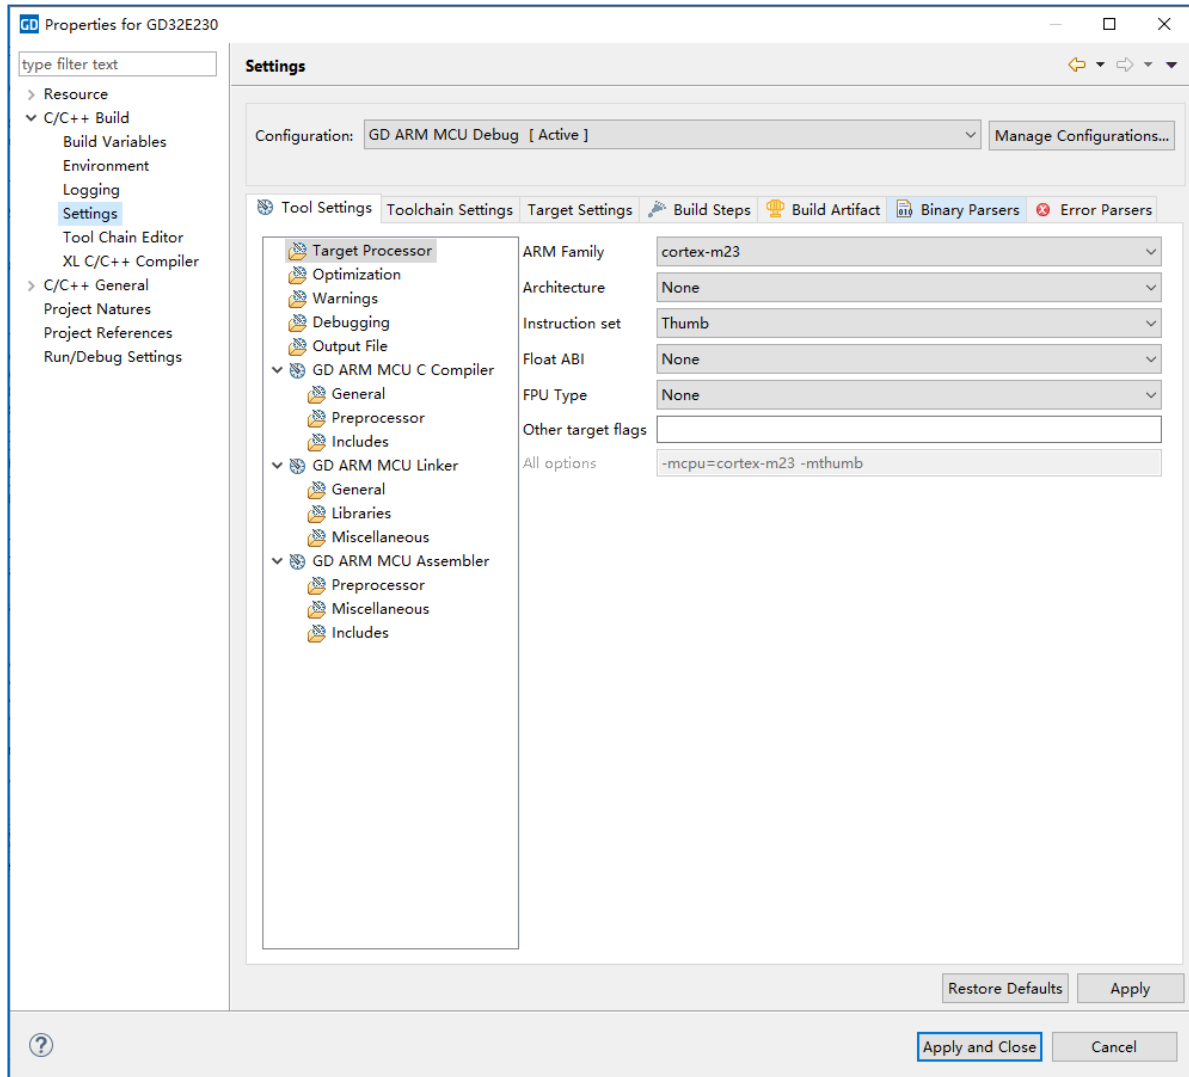 GD Properties for GD32E230
type filter text
Resource
C/C++ Build
Build Variables
Environment
Logging
Settings
Tool Chain Editor
XL C/C++ Compiler
C/C++ General
Project Natures
Project References
Run/Debug Settings
Settings
Configuration: GD ARM MCU Debug [ Active ] Manage Configurations...
Tool Settings Toolchain Settings Target Settings Build Steps Build Artifact Binary Parsers Error Parsers
Target Processor
Optimization
Warnings
Debugging
Output File
GD ARM MCU C Compiler
General
Preprocessor
Includes
GD ARM MCU Linker
General
Libraries
Miscellaneous
GD ARM MCU Assembler
Preprocessor
Miscellaneous
Includes
ARM Family cortex-m23
Architecture None
Instruction set Thumb
Float ABI None
FPU Type None
Other target flags
All options -mcpu=cortex-m23 -mthumb
Restore Defaults Apply
? Apply and Close Cancel